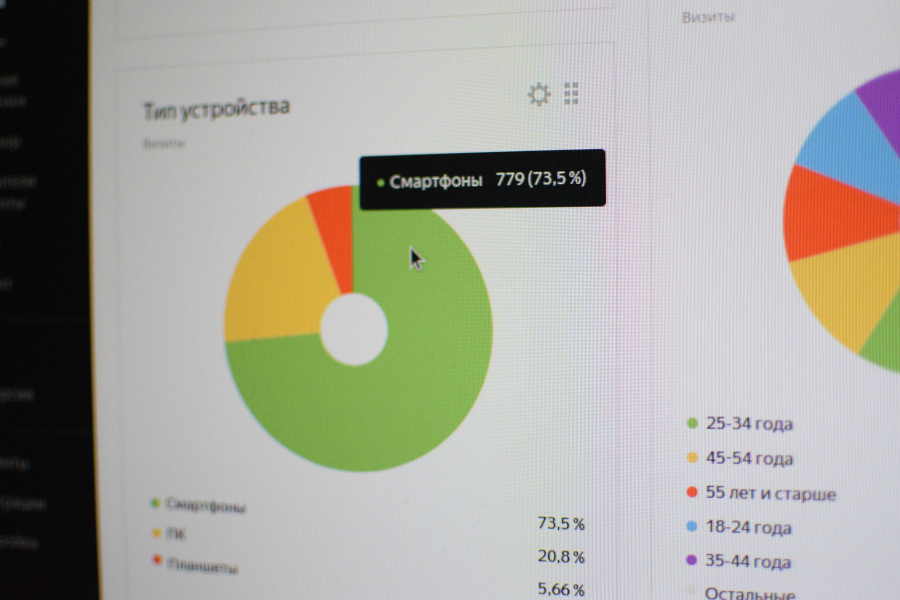 Визиты
Тип устройства
Визиты
Смартфоны 779 (73,5 %)
Смартфоны 73,5 %
ПК 20,8 %
Планшеты 5,66 %
25-34 года
45-54 года
55 лет и старше
18-24 года
35-44 года
Остальные